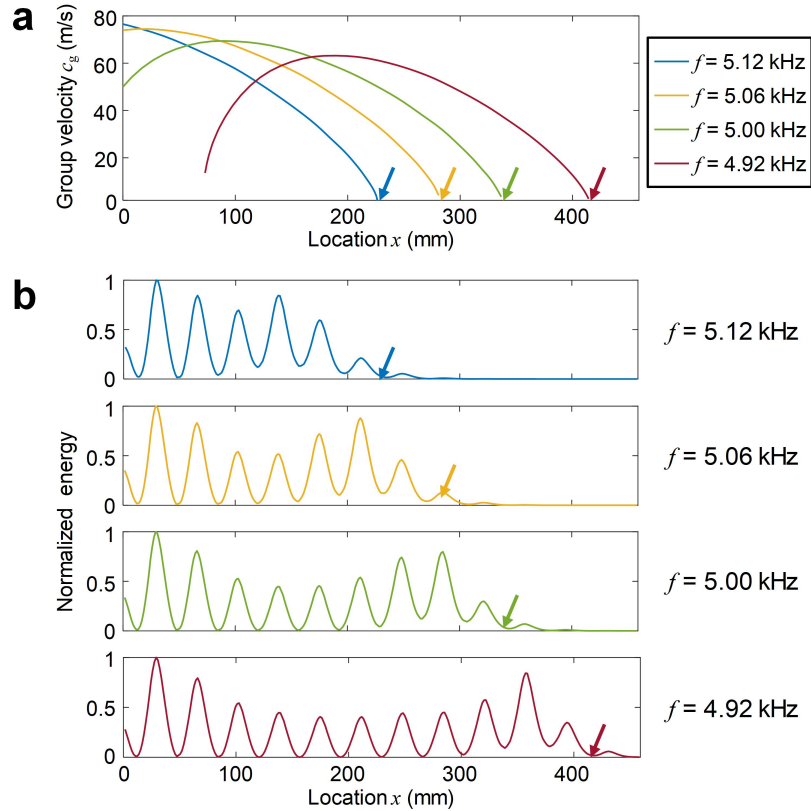 a
Group velocity cg (m/s)
80
60
40
20
0
0 100 200 300 400
Location x (mm)
f = 5.12 kHz
f = 5.06 kHz
f = 5.00 kHz
f = 4.92 kHz
b
Normalized energy
1
0.5
0
f = 5.12 kHz
1
0.5
0
f = 5.06 kHz
1
0.5
0
f = 5.00 kHz
1
0.5
0
f = 4.92 kHz
0 100 200 300 400
Location x (mm)